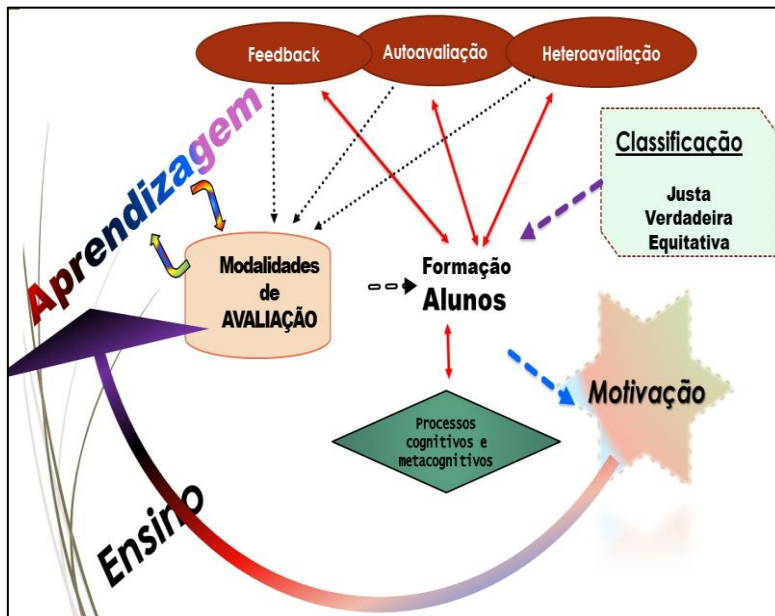 Feedback
Autoavaliação
Heteroavaliação
Aprendizagem
Classificação
Justa
Verdadeira
Equitativa
Modalidades
de
AVALIAÇÃO
Formação
Alunos
Motivação
Processos
cognitivos e
metacognitivos
Ensino